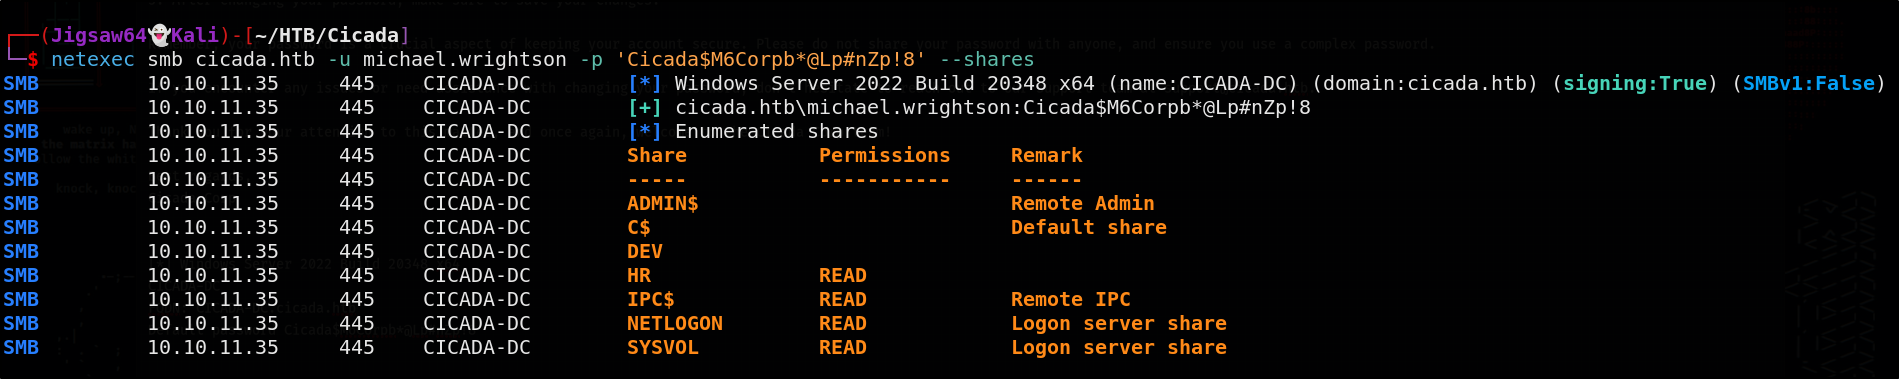 (Jigsaw64👻Kali)-[~/HTB/Cicada]
$ netexec smb cicada.htb -u michael.wrightson -p 'Cicada$M6Corpb*@Lp#nZp!8' --shares
SMB 10.10.11.35 445 CICADA-DC [*] Windows Server 2022 Build 20348 x64 (name:CICADA-DC) (domain:cicada.htb) (signing:True) (SMBv1:False)
SMB 10.10.11.35 445 CICADA-DC [+] cicada.htb\michael.wrightson:Cicada$M6Corpb*@Lp#nZp!8
SMB 10.10.11.35 445 CICADA-DC [*] Enumerated shares
SMB 10.10.11.35 445 CICADA-DC Share Permissions Remark
SMB 10.10.11.35 445 CICADA-DC ----- ----------- ------
SMB 10.10.11.35 445 CICADA-DC ADMIN$ Remote Admin
SMB 10.10.11.35 445 CICADA-DC C$ Default share
SMB 10.10.11.35 445 CICADA-DC DEV
SMB 10.10.11.35 445 CICADA-DC HR READ
SMB 10.10.11.35 445 CICADA-DC IPC$ READ Remote IPC
SMB 10.10.11.35 445 CICADA-DC NETLOGON READ Logon server share
SMB 10.10.11.35 445 CICADA-DC SYSVOL READ Logon server share